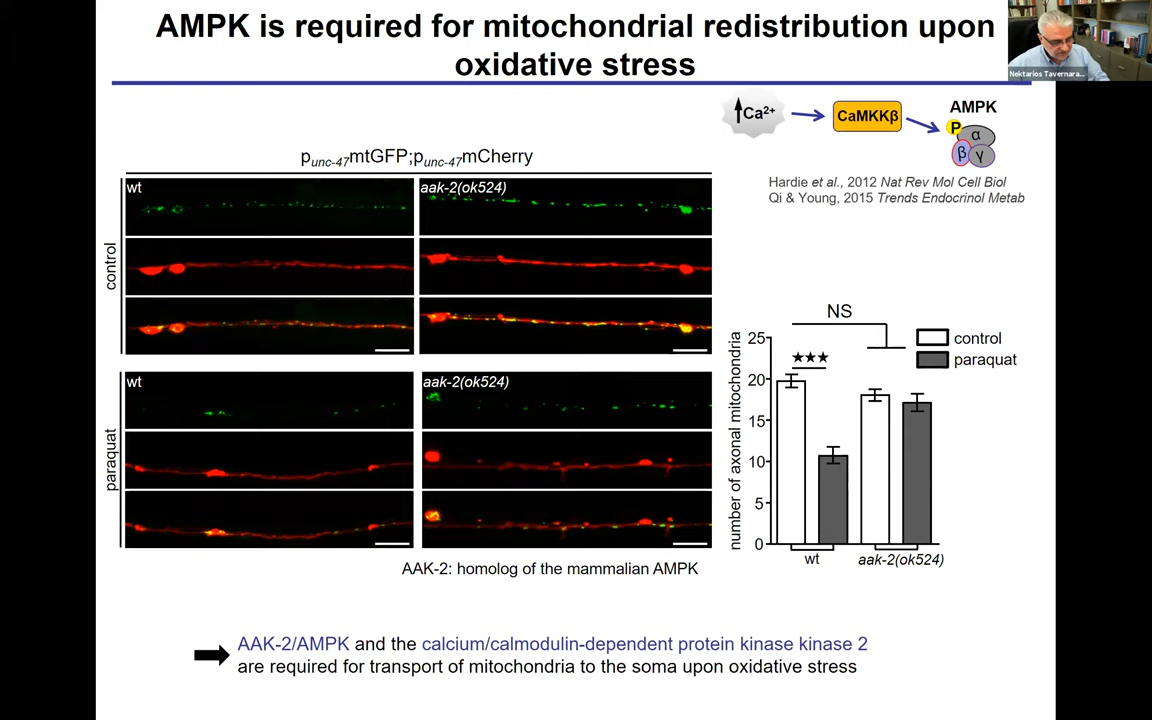 AMPK is required for mitochondrial redistribution upon
oxidative stress
Nektarios Tavernara...
Ca2+
CaMKKβ
AMPK
P
α
β
γ
Hardie et al., 2012 Nat Rev Mol Cell Biol
Qi & Young, 2015 Trends Endocrinol Metab
punc-47mtGFP;punc-47mCherry
wt
aak-2(ok524)
control
wt
aak-2(ok524)
paraquat
AAK-2: homolog of the mammalian AMPK
NS
★★★
control
paraquat
number of axonal mitochondria
25
20
15
10
5
0
wt
aak-2(ok524)
AAK-2/AMPK and the calcium/calmodulin-dependent protein kinase kinase 2
are required for transport of mitochondria to the soma upon oxidative stress